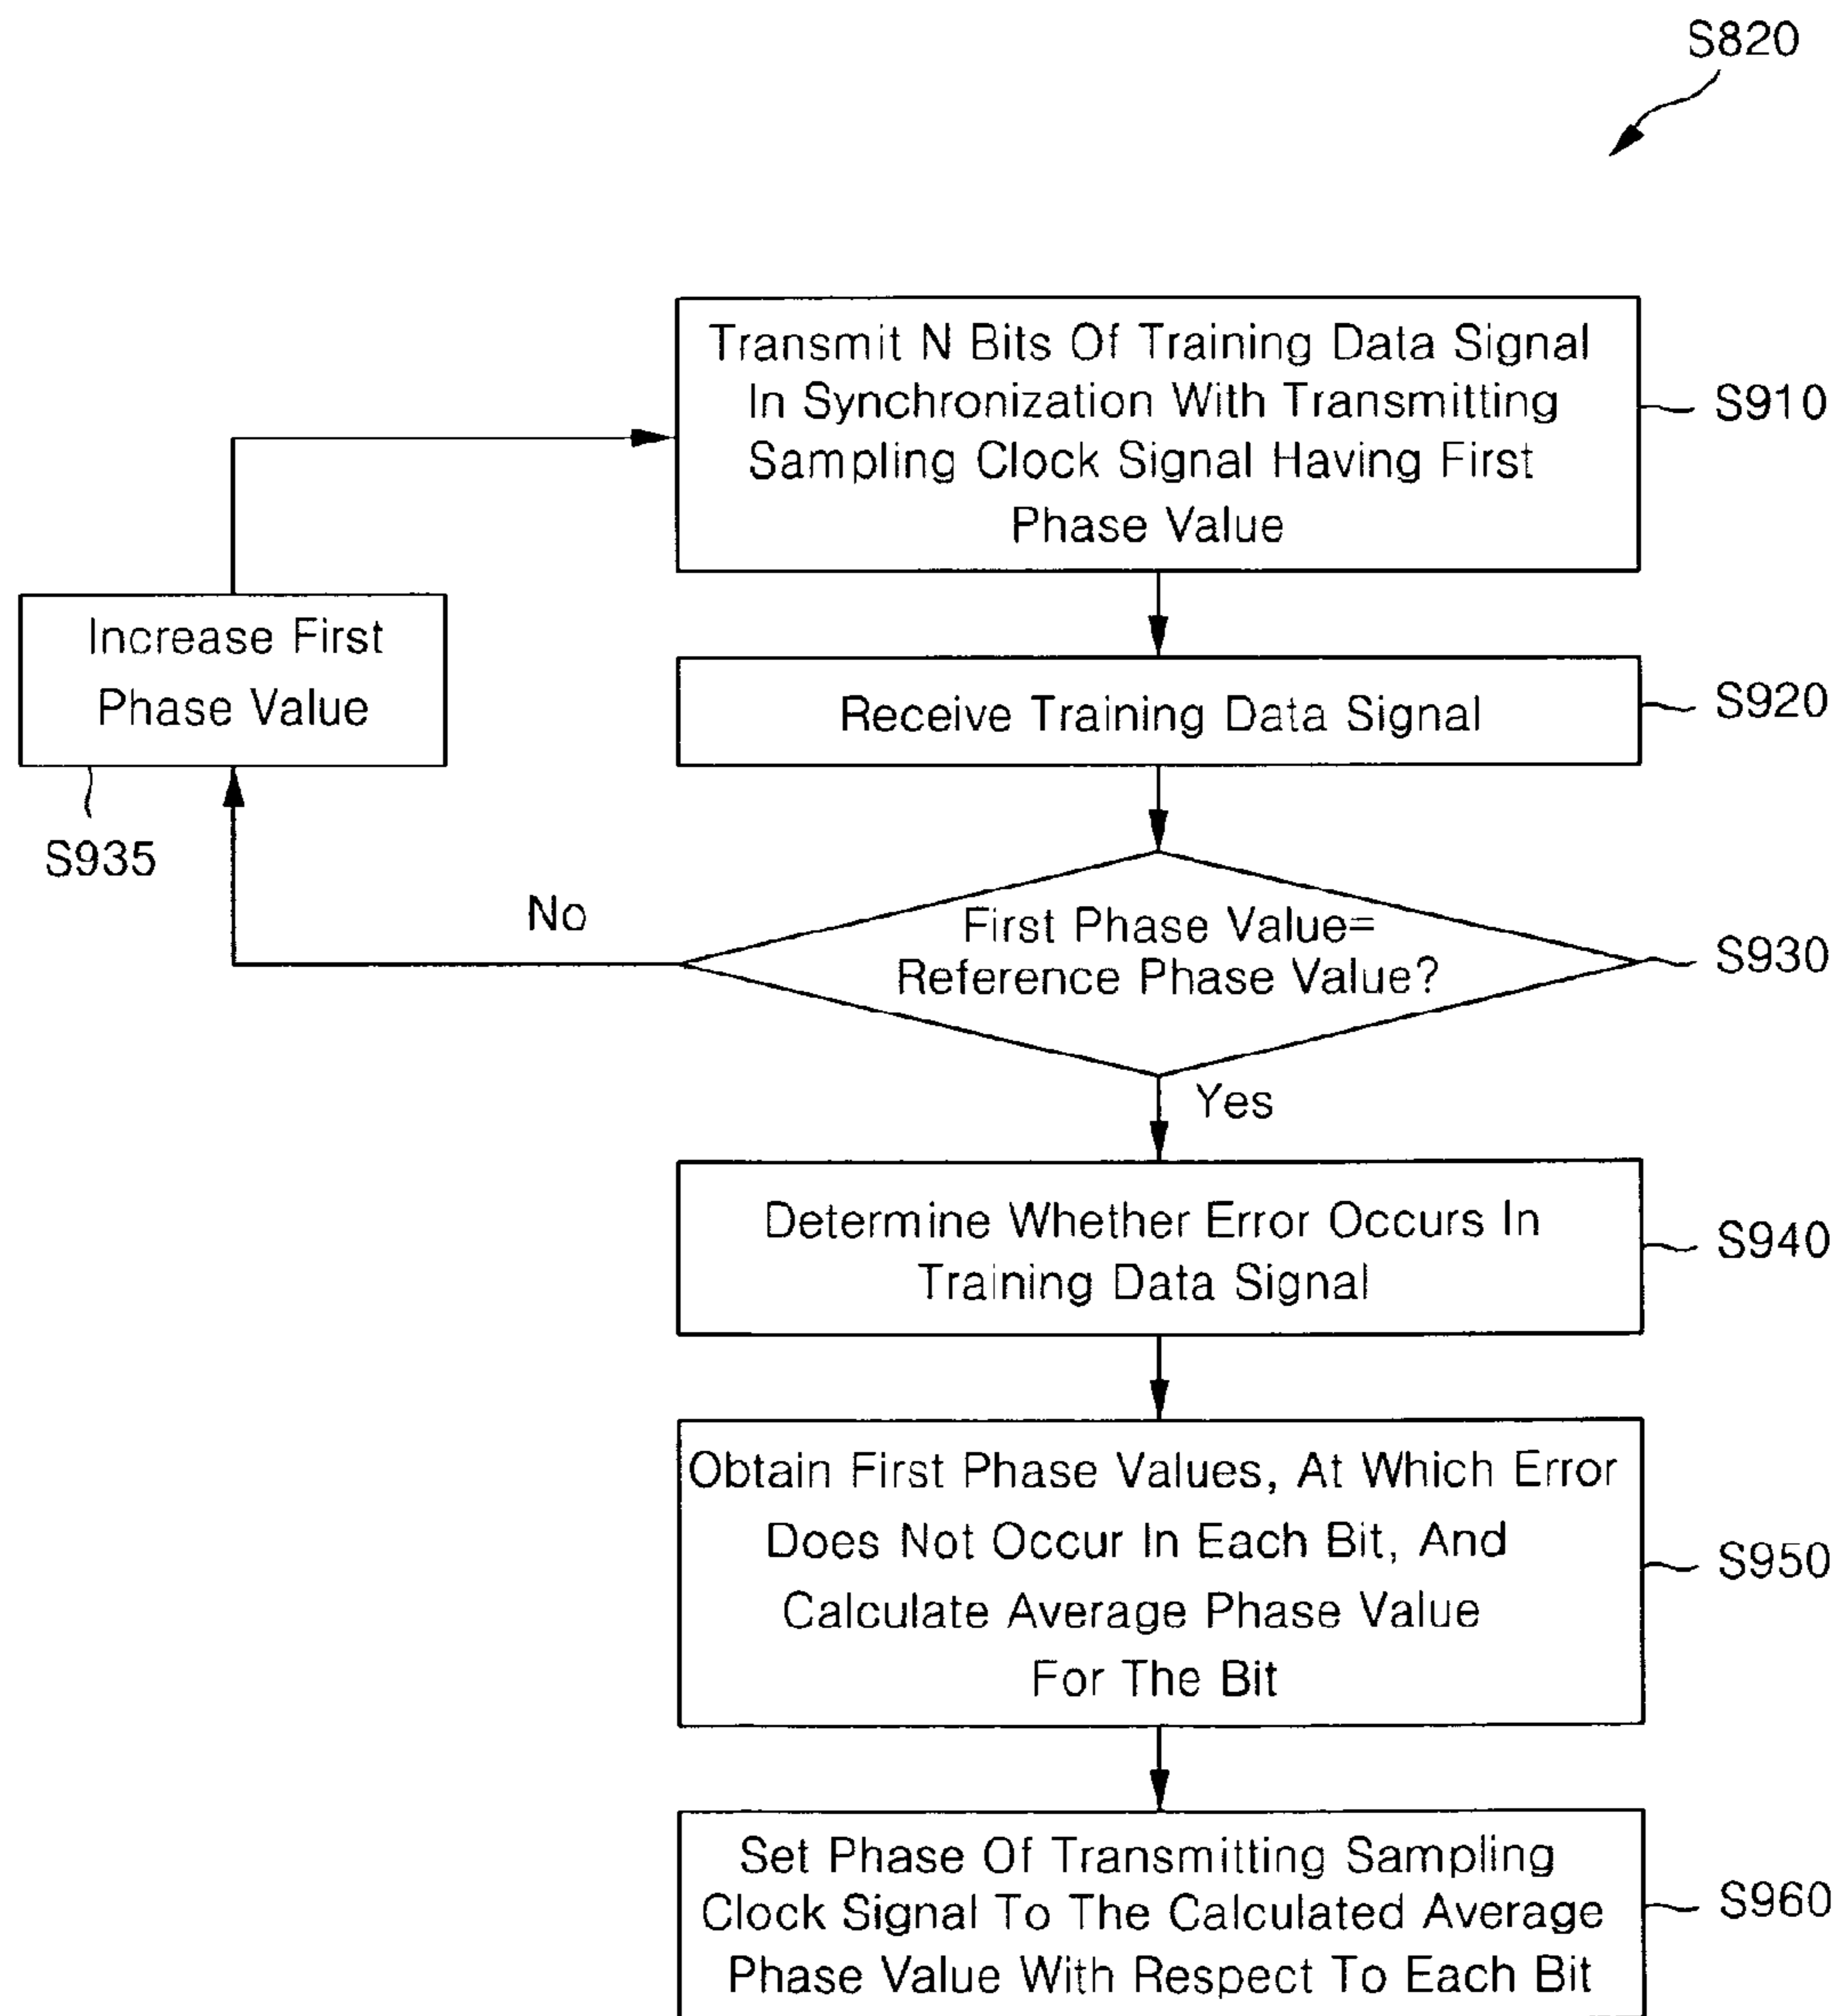 S820
Transmit N Bits Of Training Data Signal
In Synchronization With Transmitting
Sampling Clock Signal Having First
Phase Value
S910
Increase First
Phase Value
S935
Receive Training Data Signal
S920
No
First Phase Value=
Reference Phase Value?
S930
Yes
Determine Whether Error Occurs In
Training Data Signal
S940
Obtain First Phase Values, At Which Error
Does Not Occur In Each Bit, And
Calculate Average Phase Value
For The Bit
S950
Set Phase Of Transmitting Sampling
Clock Signal To The Calculated Average
Phase Value With Respect To Each Bit
S960